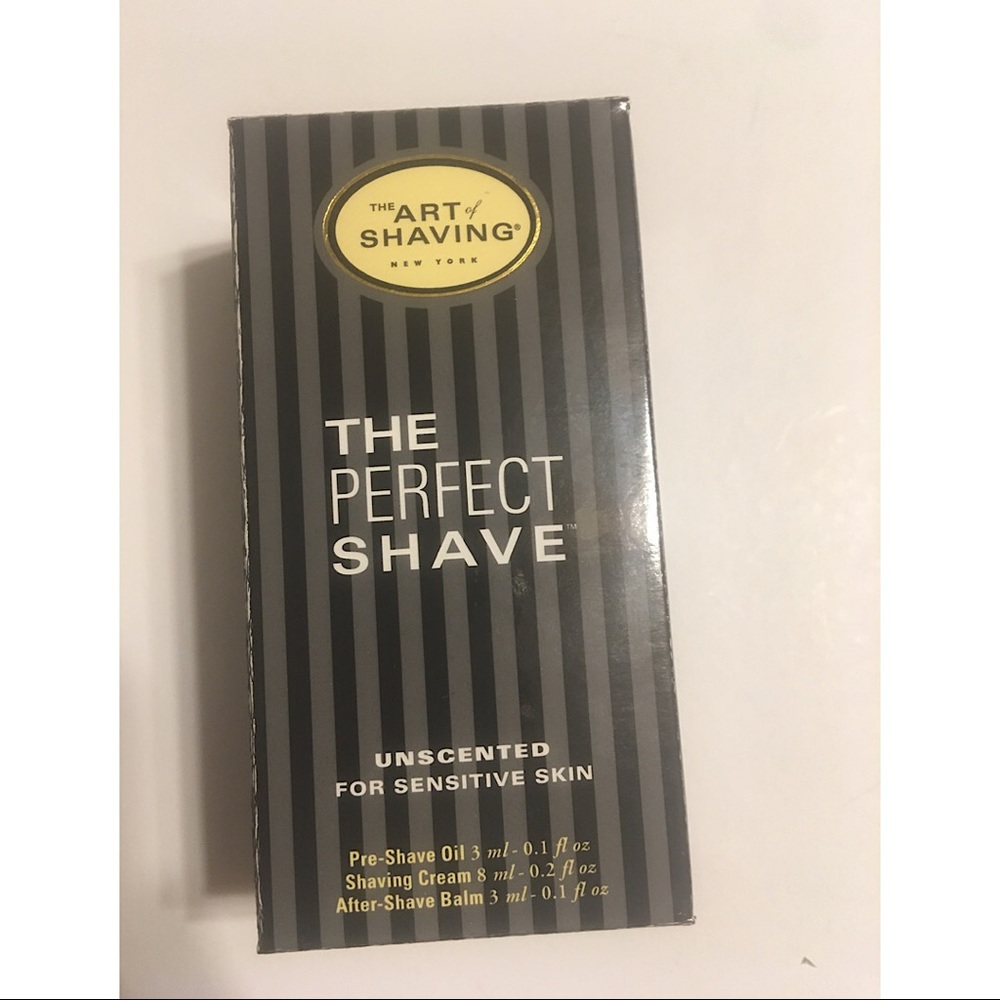 THE ART of
SHAVING®
NEW YORK
THE
PERFECT
SHAVE™
UNSCENTED
FOR SENSITIVE SKIN
Pre-Shave Oil 3 ml - 0.1 fl oz
Shaving Cream 8 ml - 0.2 fl oz
After-Shave Balm 3 ml - 0.1 fl oz